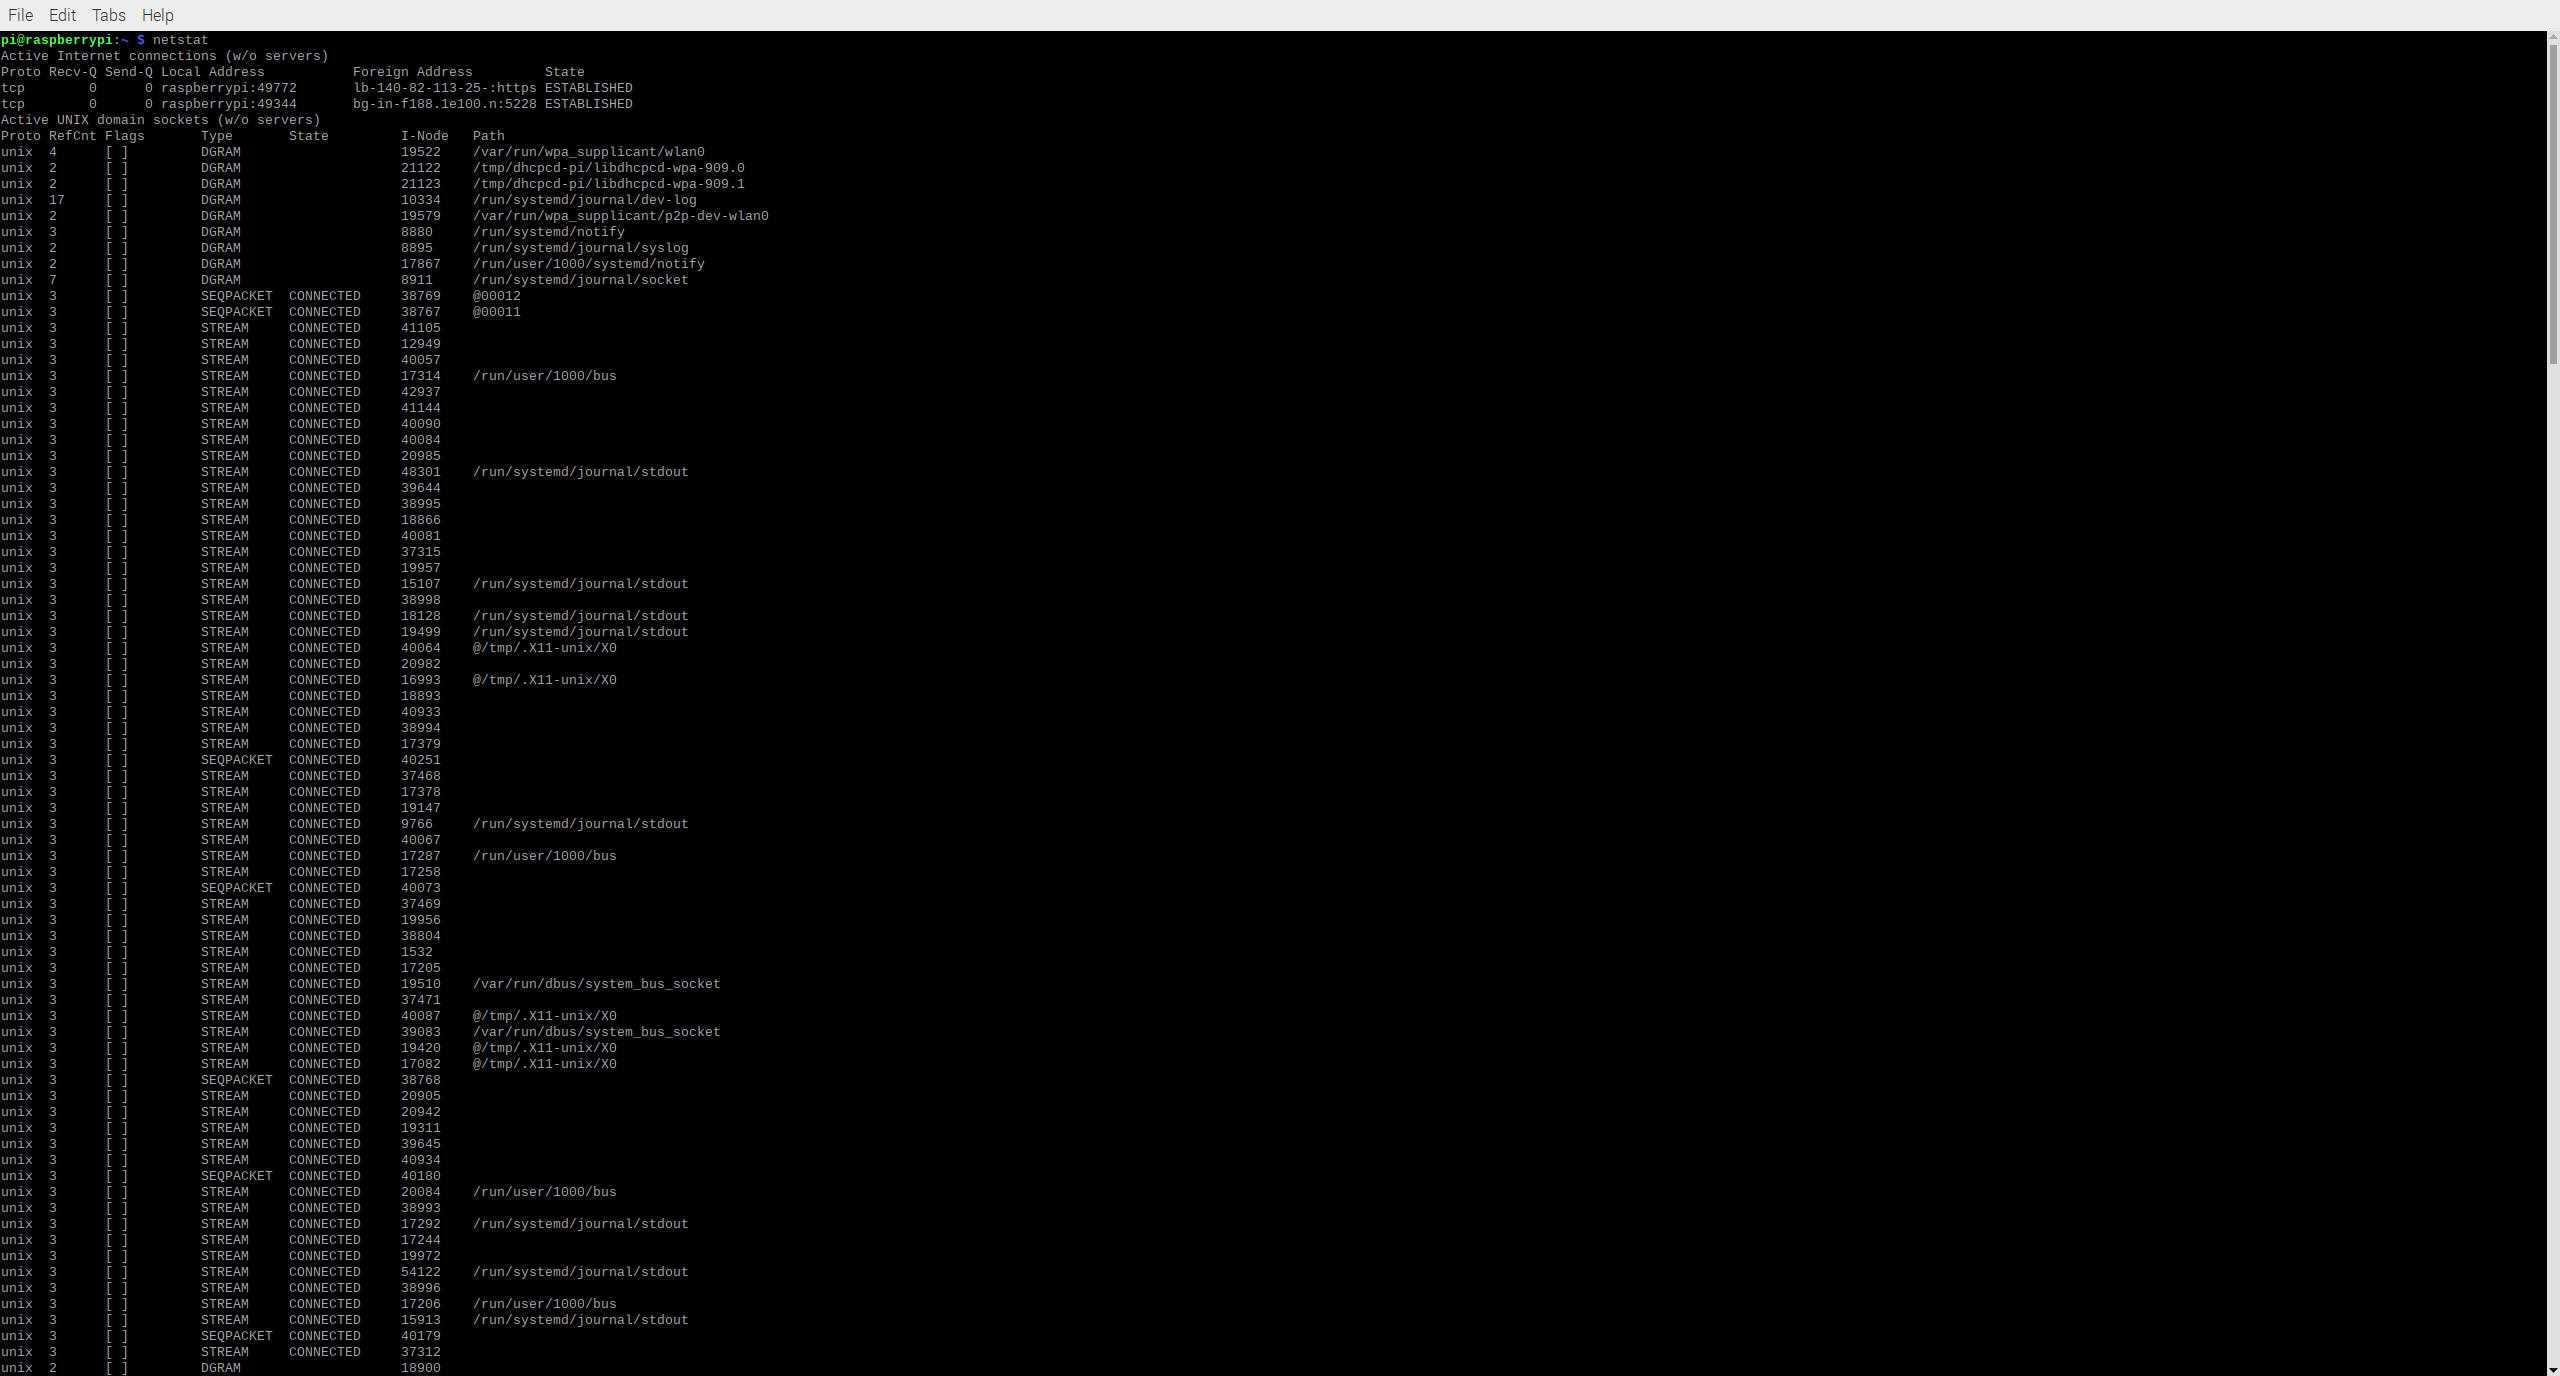 File Edit Tabs Help
pi@raspberrypi:~ $ netstat
Active Internet connections (w/o servers)
Proto Recv-Q Send-Q Local Address           Foreign Address         State
tcp        0      0 raspberrypi:49772       lb-140-82-113-25-:https ESTABLISHED
tcp        0      0 raspberrypi:49344       bg-in-f188.1e100.n:5228 ESTABLISHED
Active UNIX domain sockets (w/o servers)
Proto RefCnt Flags       Type       State         I-Node   Path
unix  4      [ ]         DGRAM                    19522    /var/run/wpa_supplicant/wlan0
unix  2      [ ]         DGRAM                    21122    /tmp/dhcpcd-pi/libdhcpcd-wpa-909.0
unix  2      [ ]         DGRAM                    21123    /tmp/dhcpcd-pi/libdhcpcd-wpa-909.1
unix  17     [ ]         DGRAM                    10334    /run/systemd/journal/dev-log
unix  2      [ ]         DGRAM                    19579    /var/run/wpa_supplicant/p2p-dev-wlan0
unix  3      [ ]         DGRAM                    8880     /run/systemd/notify
unix  2      [ ]         DGRAM                    8895     /run/systemd/journal/syslog
unix  2      [ ]         DGRAM                    17867    /run/user/1000/systemd/notify
unix  7      [ ]         DGRAM                    8911     /run/systemd/journal/socket
unix  3      [ ]         SEQPACKET  CONNECTED     38769    @00012
unix  3      [ ]         SEQPACKET  CONNECTED     38767    @00011
unix  3      [ ]         STREAM     CONNECTED     41105
unix  3      [ ]         STREAM     CONNECTED     12949
unix  3      [ ]         STREAM     CONNECTED     40057
unix  3      [ ]         STREAM     CONNECTED     17314    /run/user/1000/bus
unix  3      [ ]         STREAM     CONNECTED     42937
unix  3      [ ]         STREAM     CONNECTED     41144
unix  3      [ ]         STREAM     CONNECTED     40090
unix  3      [ ]         STREAM     CONNECTED     40084
unix  3      [ ]         STREAM     CONNECTED     20985
unix  3      [ ]         STREAM     CONNECTED     48301    /run/systemd/journal/stdout
unix  3      [ ]         STREAM     CONNECTED     39644
unix  3      [ ]         STREAM     CONNECTED     38995
unix  3      [ ]         STREAM     CONNECTED     18866
unix  3      [ ]         STREAM     CONNECTED     40081
unix  3      [ ]         STREAM     CONNECTED     37315
unix  3      [ ]         STREAM     CONNECTED     19957
unix  3      [ ]         STREAM     CONNECTED     15107    /run/systemd/journal/stdout
unix  3      [ ]         STREAM     CONNECTED     38998
unix  3      [ ]         STREAM     CONNECTED     18128    /run/systemd/journal/stdout
unix  3      [ ]         STREAM     CONNECTED     19499    /run/systemd/journal/stdout
unix  3      [ ]         STREAM     CONNECTED     40064    @/tmp/.X11-unix/X0
unix  3      [ ]         STREAM     CONNECTED     20982
unix  3      [ ]         STREAM     CONNECTED     16993    @/tmp/.X11-unix/X0
unix  3      [ ]         STREAM     CONNECTED     18893
unix  3      [ ]         STREAM     CONNECTED     40933
unix  3      [ ]         STREAM     CONNECTED     38994
unix  3      [ ]         STREAM     CONNECTED     17379
unix  3      [ ]         SEQPACKET  CONNECTED     40251
unix  3      [ ]         STREAM     CONNECTED     37468
unix  3      [ ]         STREAM     CONNECTED     17378
unix  3      [ ]         STREAM     CONNECTED     19147
unix  3      [ ]         STREAM     CONNECTED     9766     /run/systemd/journal/stdout
unix  3      [ ]         STREAM     CONNECTED     40067
unix  3      [ ]         STREAM     CONNECTED     17287    /run/user/1000/bus
unix  3      [ ]         STREAM     CONNECTED     17258
unix  3      [ ]         SEQPACKET  CONNECTED     40073
unix  3      [ ]         STREAM     CONNECTED     37469
unix  3      [ ]         STREAM     CONNECTED     19956
unix  3      [ ]         STREAM     CONNECTED     38804
unix  3      [ ]         STREAM     CONNECTED     1532
unix  3      [ ]         STREAM     CONNECTED     17205
unix  3      [ ]         STREAM     CONNECTED     19510    /var/run/dbus/system_bus_socket
unix  3      [ ]         STREAM     CONNECTED     37471
unix  3      [ ]         STREAM     CONNECTED     40087    @/tmp/.X11-unix/X0
unix  3      [ ]         STREAM     CONNECTED     39083    /var/run/dbus/system_bus_socket
unix  3      [ ]         STREAM     CONNECTED     19420    @/tmp/.X11-unix/X0
unix  3      [ ]         STREAM     CONNECTED     17082    @/tmp/.X11-unix/X0
unix  3      [ ]         SEQPACKET  CONNECTED     38768
unix  3      [ ]         STREAM     CONNECTED     20905
unix  3      [ ]         STREAM     CONNECTED     20942
unix  3      [ ]         STREAM     CONNECTED     19311
unix  3      [ ]         STREAM     CONNECTED     39645
unix  3      [ ]         STREAM     CONNECTED     40934
unix  3      [ ]         SEQPACKET  CONNECTED     40180
unix  3      [ ]         STREAM     CONNECTED     20084    /run/user/1000/bus
unix  3      [ ]         STREAM     CONNECTED     38993
unix  3      [ ]         STREAM     CONNECTED     17292    /run/systemd/journal/stdout
unix  3      [ ]         STREAM     CONNECTED     17244
unix  3      [ ]         STREAM     CONNECTED     19972
unix  3      [ ]         STREAM     CONNECTED     54122    /run/systemd/journal/stdout
unix  3      [ ]         STREAM     CONNECTED     38996
unix  3      [ ]         STREAM     CONNECTED     17206    /run/user/1000/bus
unix  3      [ ]         STREAM     CONNECTED     15913    /run/systemd/journal/stdout
unix  3      [ ]         SEQPACKET  CONNECTED     40179
unix  3      [ ]         STREAM     CONNECTED     37312
unix  2      [ ]         DGRAM                    18900